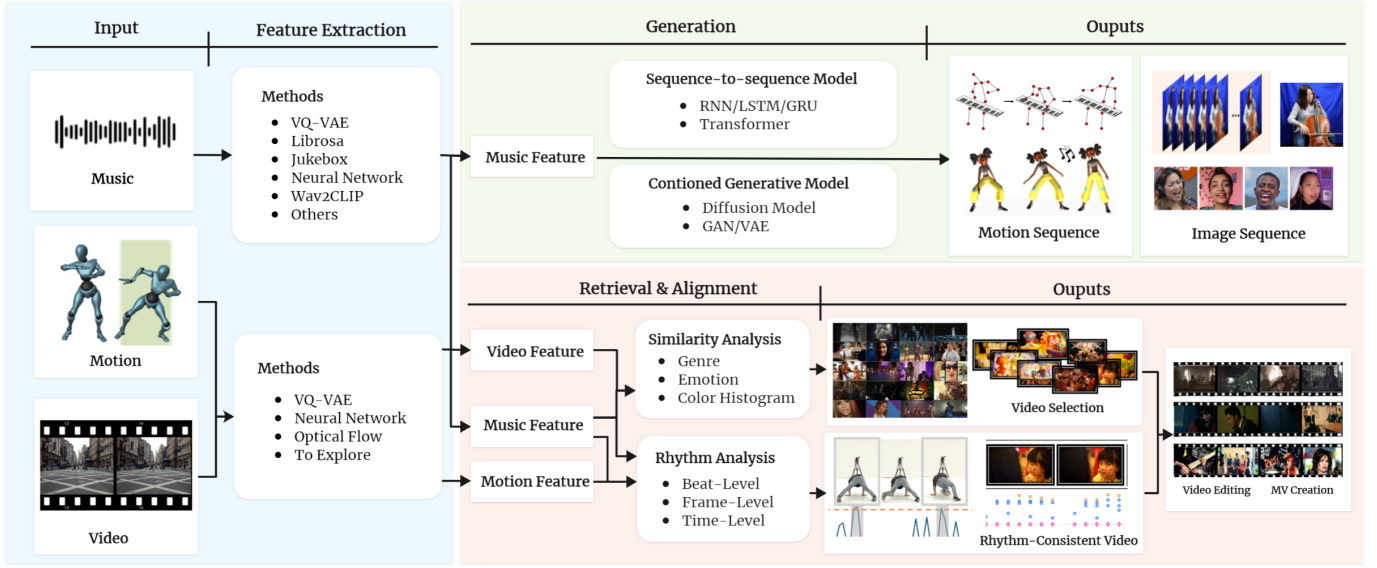 Input
Feature Extraction
Music
Methods
VQ-VAE
Librosa
Jukebox
Neural Network
Wav2CLIP
Others
Motion
Video
Methods
VQ-VAE
Neural Network
Optical Flow
To Explore
Generation
Ouputs
Sequence-to-sequence Model
RNN/LSTM/GRU
Transformer
Music Feature
Contioned Generative Model
Diffusion Model
GAN/VAE
Motion Sequence
Image Sequence
Retrieval & Alignment
Ouputs
Video Feature
Music Feature
Motion Feature
Similarity Analysis
Genre
Emotion
Color Histogram
Rhythm Analysis
Beat-Level
Frame-Level
Time-Level
Video Selection
Rhythm-Consistent Video
Video Editing
MV Creation